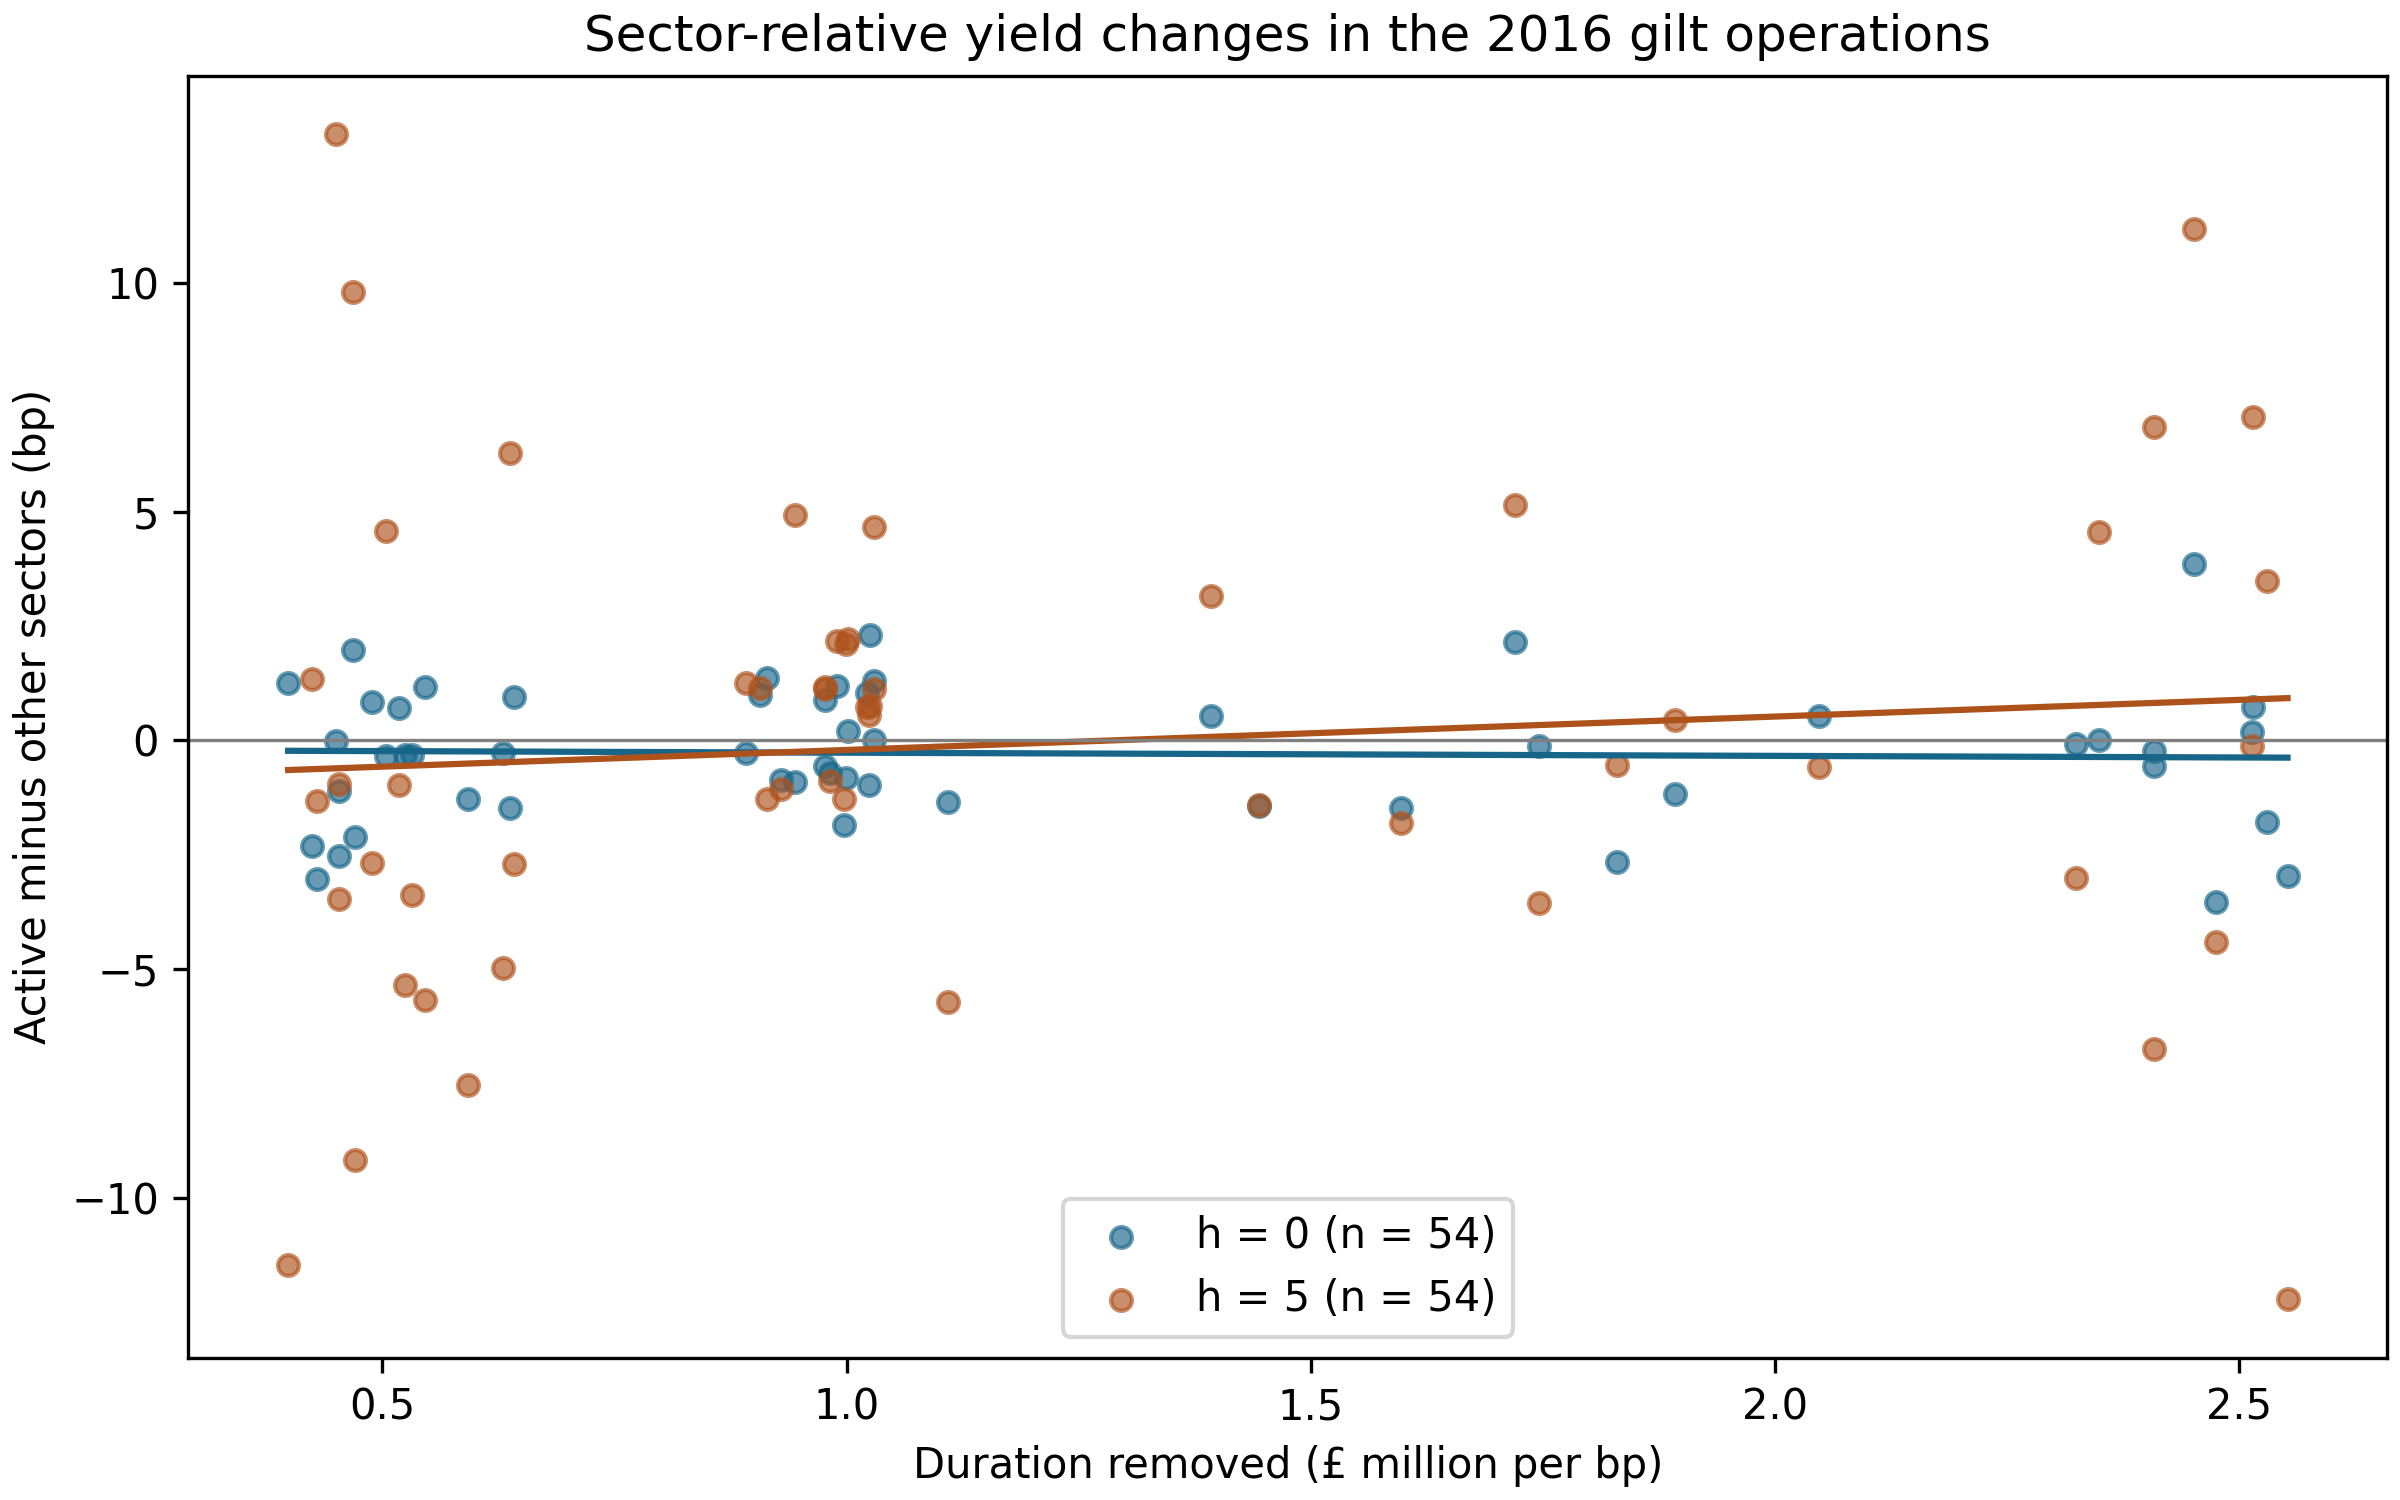 Sector-relative yield changes in the 2016 gilt operations
Active minus other sectors (bp)
10
5
0
−5
−10
h = 0 (n = 54)
h = 5 (n = 54)
0.5 1.0 1.5 2.0 2.5
Duration removed (£ million per bp)